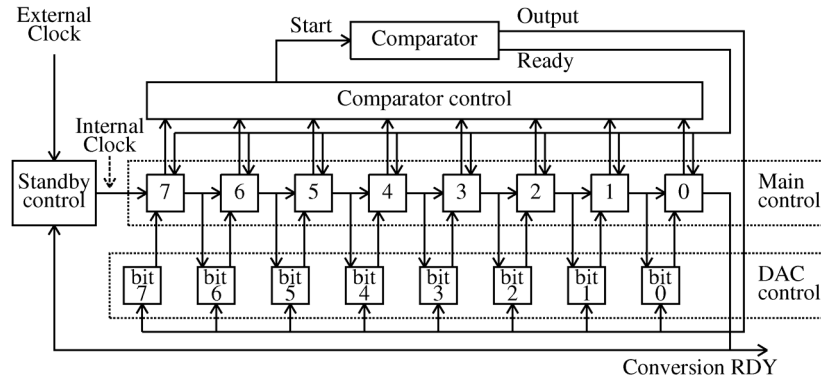 External
Clock
Start
Comparator
Output
Ready
Comparator control
Internal
Clock
Standby
control
7
6
5
4
3
2
1
0
Main
control
bit
7
bit
6
bit
5
bit
4
bit
3
bit
2
bit
1
bit
0
DAC
control
Conversion RDY